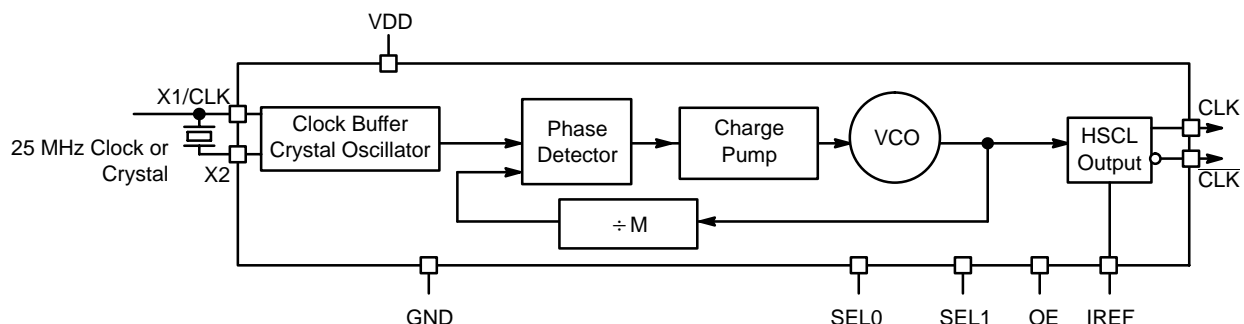 VDD
X1/CLK
25 MHz Clock or
Crystal
X2
Clock Buffer
Crystal Oscillator
Phase
Detector
Charge
Pump
VCO
HSCL
Output
CLK
CLK
÷ M
GND
SEL0
SEL1
OE
IREF